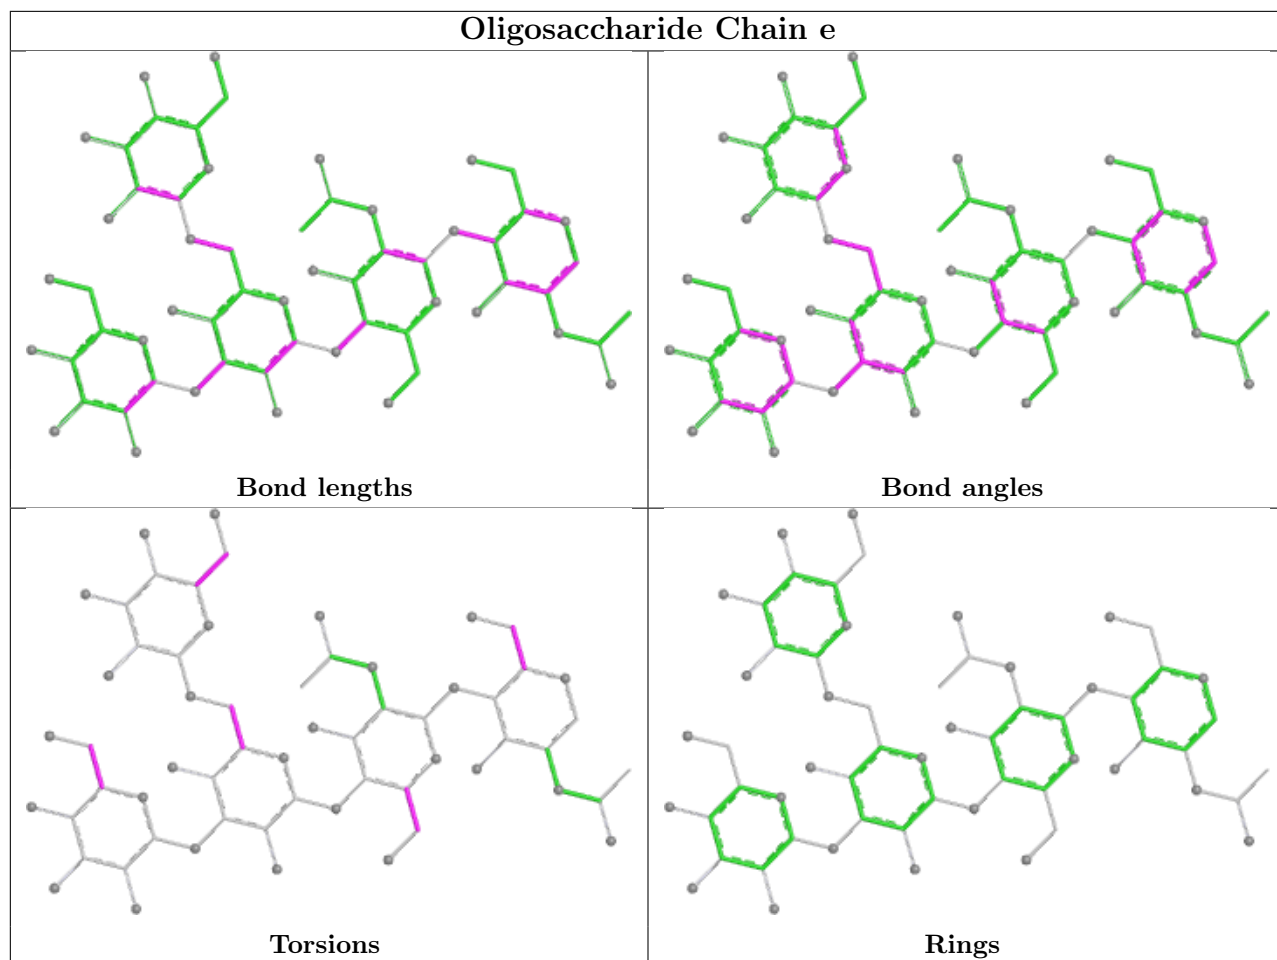 Oligosaccharide Chain e
Bond lengths
Bond angles
Torsions
Rings